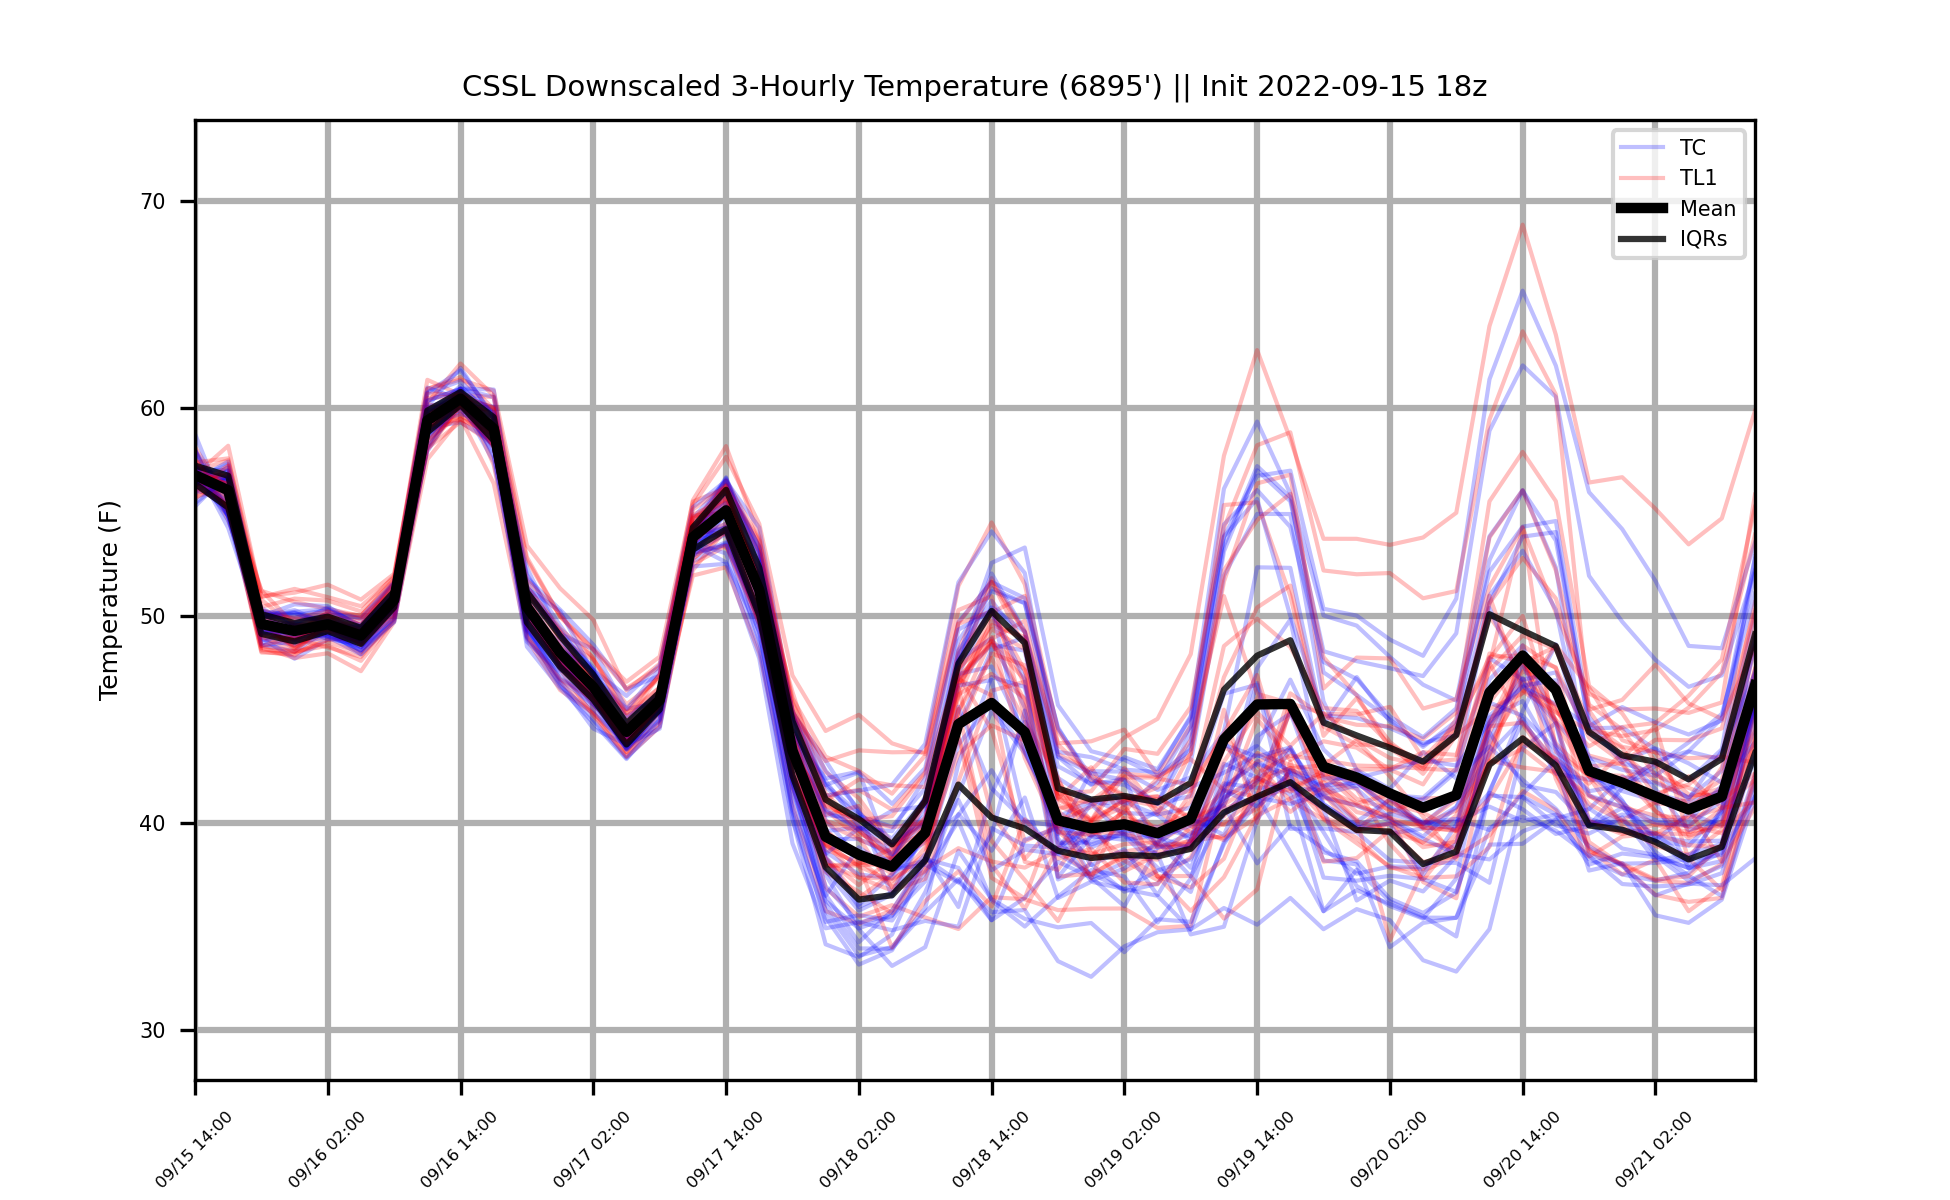 CSSL Downscaled 3-Hourly Temperature (6895') || Init 2022-09-15 18z
TC
TL1
Mean
IQRs
Temperature (F)
70
60
50
40
30
09/15 14:00
09/16 02:00
09/16 14:00
09/17 02:00
09/17 14:00
09/18 02:00
09/18 14:00
09/19 02:00
09/19 14:00
09/20 02:00
09/20 14:00
09/21 02:00